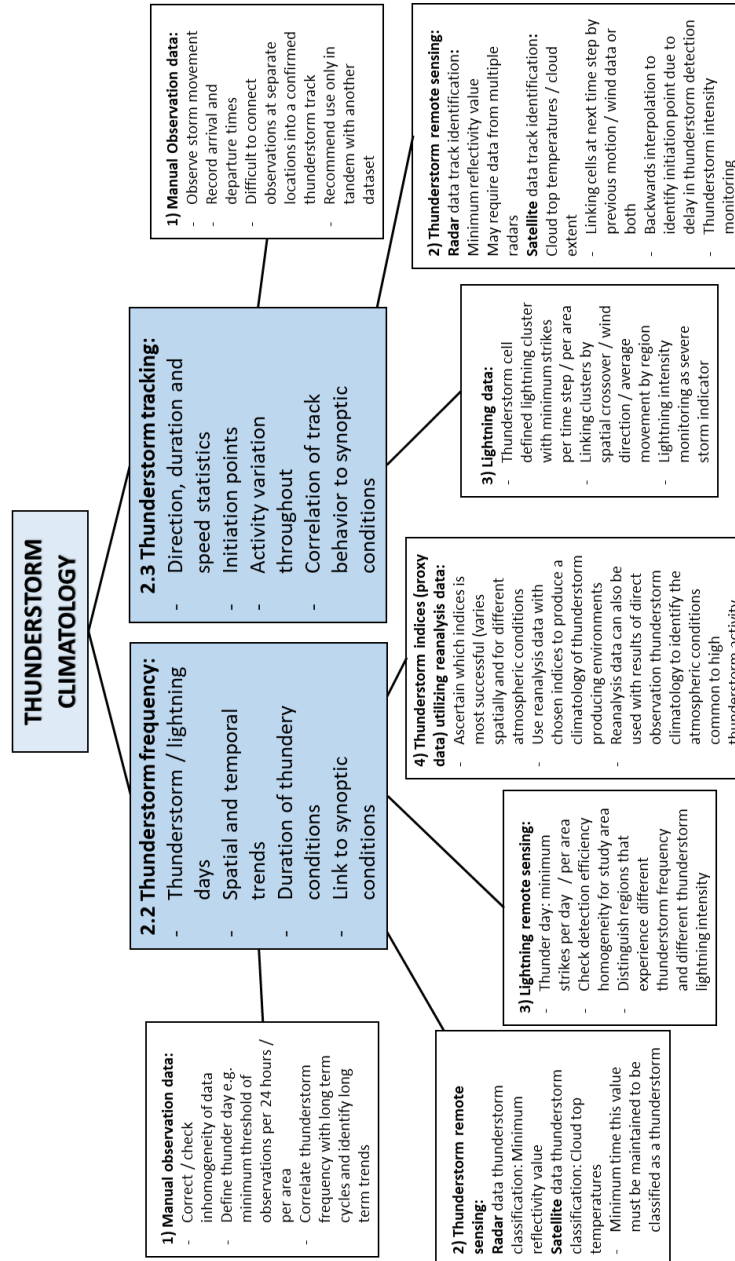 THUNDERSTORM
CLIMATOLOGY
2.2 Thunderstorm frequency:
- Thunderstorm / lightning
days
- Spatial and temporal
trends
- Duration of thundery
conditions
- Link to synoptic
conditions
2.3 Thunderstorm tracking:
- Direction, duration and
speed statistics
- Initiation points
- Activity variation
throughout
- Correlation of track
behavior to synoptic
conditions
1) Manual observation data:
- Correct / check
inhomogeneity of data
- Define thunder day e.g.
minimum threshold of
observations per 24 hours /
per area
- Correlate thunderstorm
frequency with long term
cycles and identify long
term trends
2) Thunderstorm remote
sensing:
Radar data thunderstorm
classification: Minimum
reflectivity value
Satellite data thunderstorm
classification: Cloud top
temperatures
- Minimum time this value
must be maintained to be
classified as a thunderstorm
3) Lightning remote sensing:
- Thunder day: minimum
strikes per day / per area
- Check detection efficiency
homogeneity for study area
- Distinguish regions that
experience different
thunderstorm frequency
and different thunderstorm
lightning intensity
4) Thunderstorm indices (proxy
data) utilizing reanalysis data:
- Ascertain which indices is
most successful (varies
spatially and for different
atmospheric conditions
- Use reanalysis data with
chosen indices to produce a
climatology of thunderstorm
producing environments
- Reanalysis data can also be
used with results of direct
observation thunderstorm
climatology to identify the
atmospheric conditions
common to high
thunderstorm activity
3) Lightning data:
- Thunderstorm cell
defined lightning cluster
with minimum strikes
per time step / per area
- Linking clusters by
spatial crossover / wind
direction / average
movement by region
- Lightning intensity
monitoring as severe
storm indicator
2) Thunderstorm remote sensing:
Radar data track identification:
Minimum reflectivity value
May require data from multiple
radars
Satellite data track identification:
Cloud top temperatures / cloud
extent
- Linking cells at next time step by
previous motion / wind data or
both
- Backwards interpolation to
identify initiation point due to
delay in thunderstorm detection
- Thunderstorm intensity
monitoring
1) Manual Observation data:
- Observe storm movement
- Record arrival and
departure times
- Difficult to connect
observations at separate
locations into a confirmed
thunderstorm track
- Recommend use only in
tandem with another
dataset